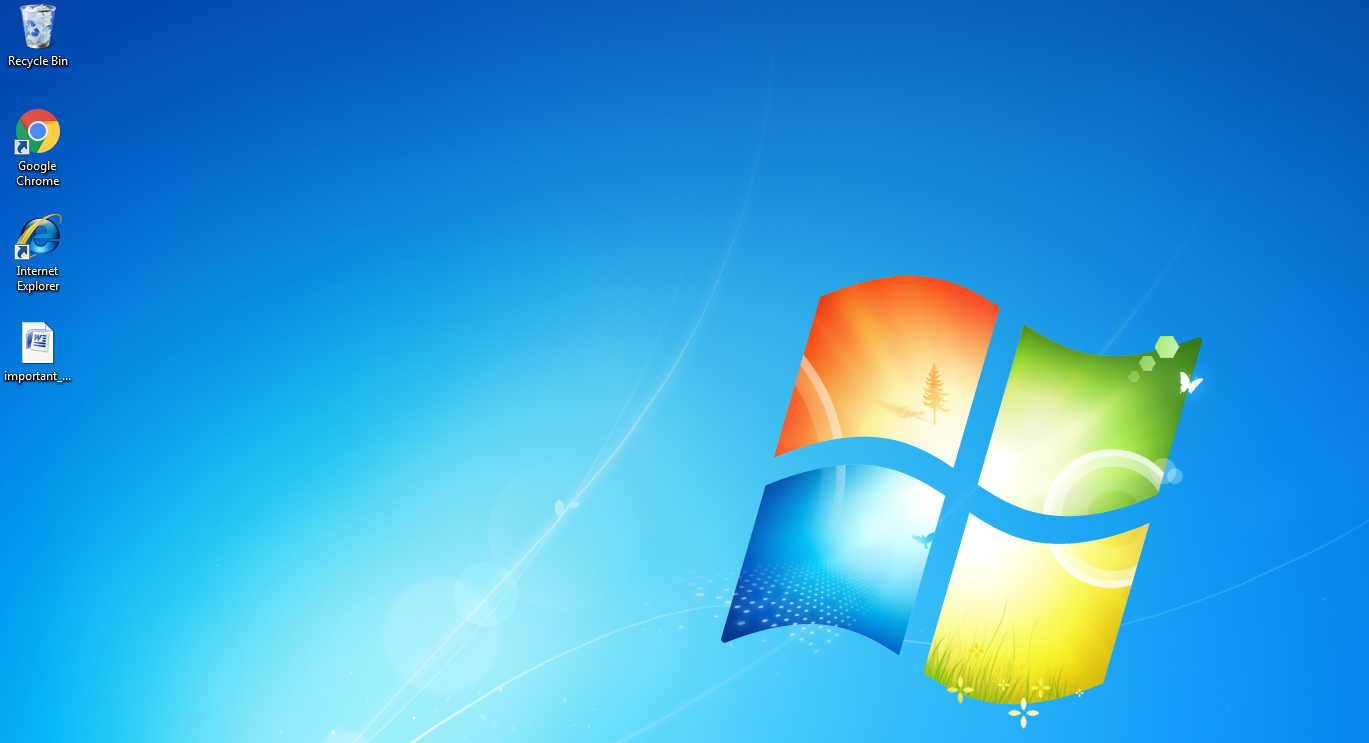 Recycle Bin
Google
Chrome
Internet
Explorer
important_...